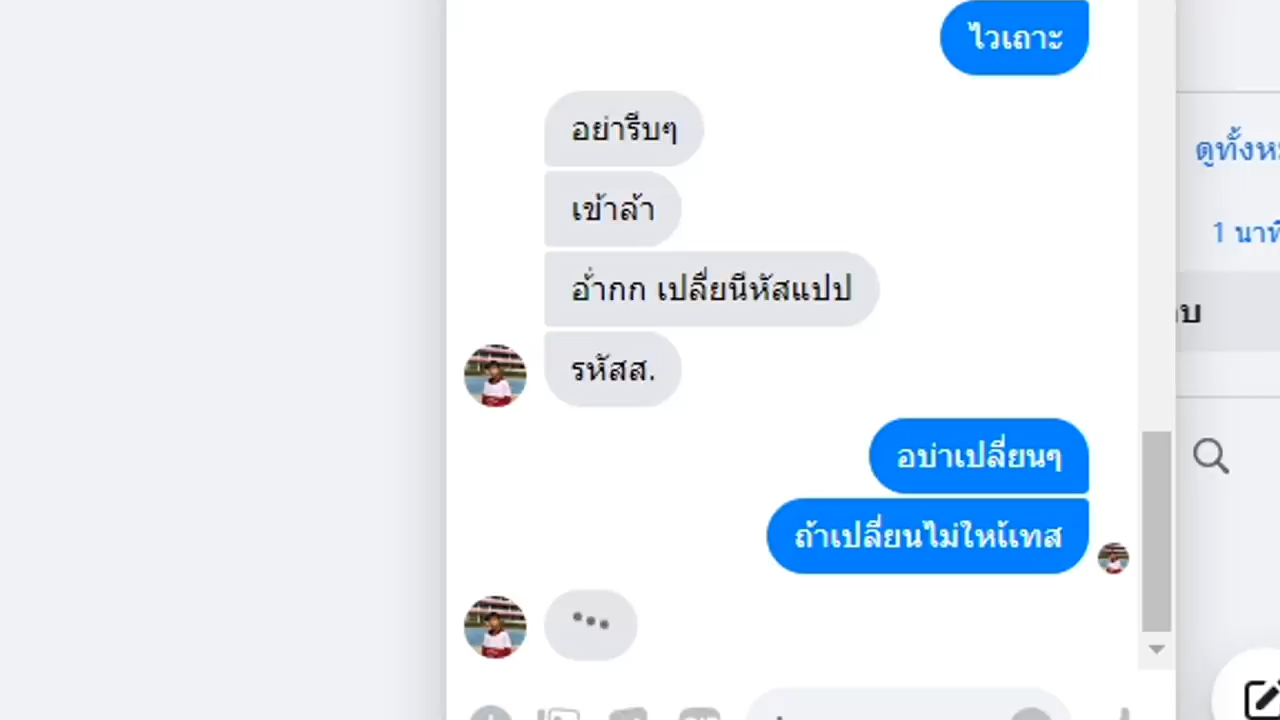 ไวเถาะ
อย่ารีบๆ
ดูทั้งหม
เข้าล้า
1 นาที
อ่ำกก เปลี่ยนีหัสแปป
บ
รหัสส.
อบ่าเปลี่ยนๆ
ถ้าเปลี่ยนไม่ใหเ้เทส